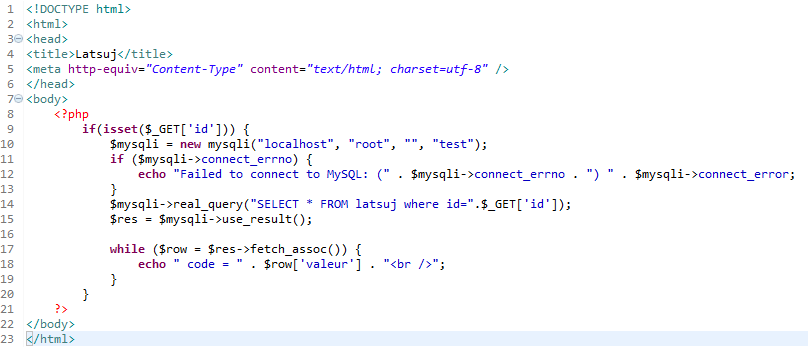 1 <!DOCTYPE html>
2 <html>
3 <head>
4 <title>Latsuj</title>
5 <meta http-equiv="Content-Type" content="text/html; charset=utf-8" />
6 </head>
7 <body>
8 <?php
9 if(isset($_GET['id'])) {
10 $mysqli = new mysqli("localhost", "root", "", "test");
11 if ($mysqli->connect_errno) {
12 echo "Failed to connect to MySQL: (" . $mysqli->connect_errno . ") " . $mysqli->connect_error;
13 }
14 $mysqli->real_query("SELECT * FROM latsuj where id=".$_GET['id']);
15 $res = $mysqli->use_result();
16
17 while ($row = $res->fetch_assoc()) {
18 echo " code = " . $row['valeur'] . "<br />";
19 }
20 }
21 ?>
22 </body>
23 </html>